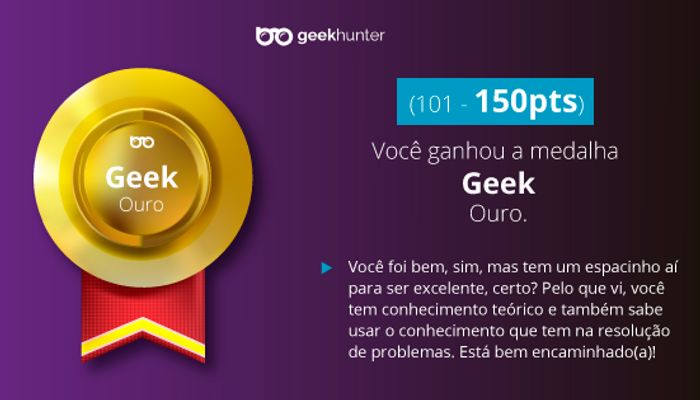 geekhunter
Geek
Ouro
(101 - 150pts)
Você ganhou a medalha
Geek
Ouro.
Você foi bem, sim, mas tem um espacinho aí
para ser excelente, certo? Pelo que vi, você
tem conhecimento teórico e também sabe
usar o conhecimento que tem na resolução
de problemas. Está bem encaminhado(a)!